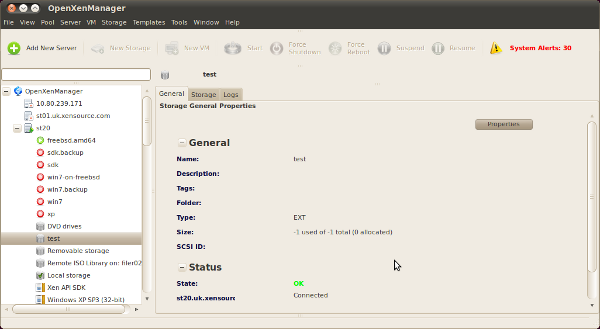 OpenXenManager
File View Pool Server VM Storage Templates Tools Window Help
Add New Server New Storage New VM Start Force Shutdown Force Reboot Suspend Resume System Alerts: 30
test
OpenXenManager
10.80.239.171
st01.uk.xensource.com
st20
freebsd.amd64
sdk.backup
sdk
win7-on-freebsd
win7.backup
win7
xp
DVD drives
test
Removable storage
Remote ISO Library on: filer02
Local storage
Xen API SDK
Windows XP SP3 (32-bit)
General Storage Logs
Storage General Properties
Properties
General
Name: test
Description:
Tags:
Folder:
Type: EXT
Size: -1 used of -1 total (0 allocated)
SCSI ID:
Status
State: OK
st20.uk.xensourc Connected